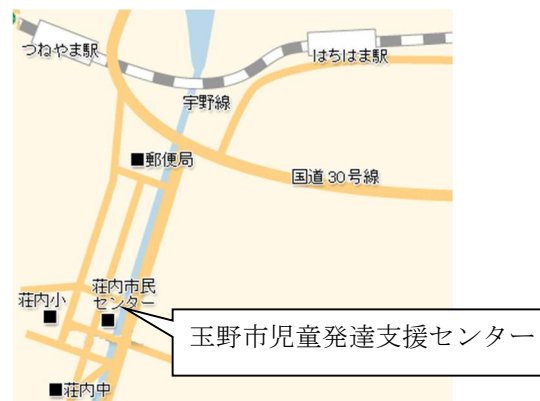 つねやま駅
はちはま駅
宇野線
■郵便局
国道30号線
荘内小
■
荘内市民
センター
■
玉野市児童発達支援センター
■荘内中